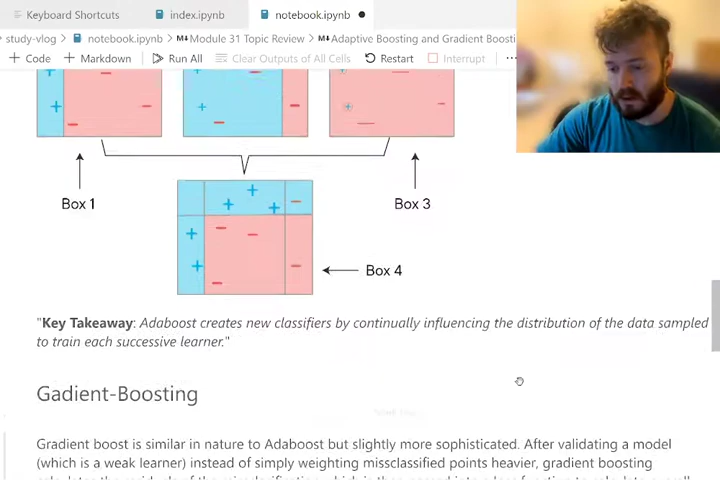 Keyboard Shortcuts index.ipynb notebook.ipynb
study-vlog > notebook.ipynb > M↓ Module 31 Topic Review > M↓ Adaptive Boosting and Gradient Boosti
+ Code + Markdown Run All Clear Outputs of All Cells Restart Interrupt ...
Box 1 Box 3
Box 4
"Key Takeaway: Adaboost creates new classifiers by continually influencing the distribution of the data sampled
to train each successive learner."
Gadient-Boosting
Gradient boost is similar in nature to Adaboost but slightly more sophisticated. After validating a model
(which is a weak learner) instead of simply weighting missclassified points heavier, gradient boosting